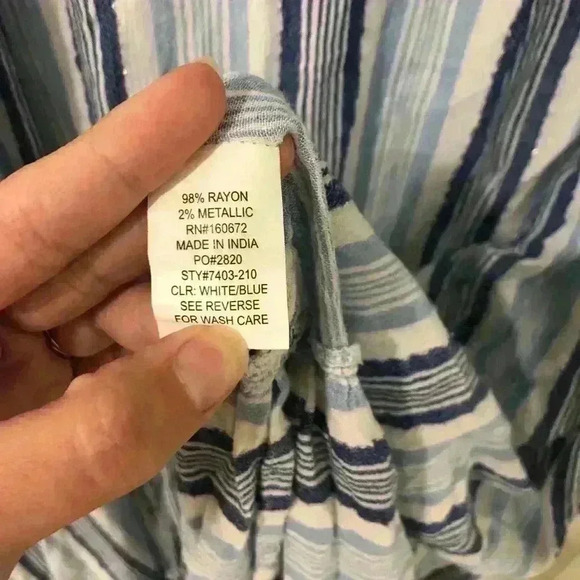 98% RAYON
2% METALLIC
RN#160672
MADE IN INDIA
PO#2820
STY#7403-210
CLR: WHITE/BLUE
SEE REVERSE
FOR WASH CARE